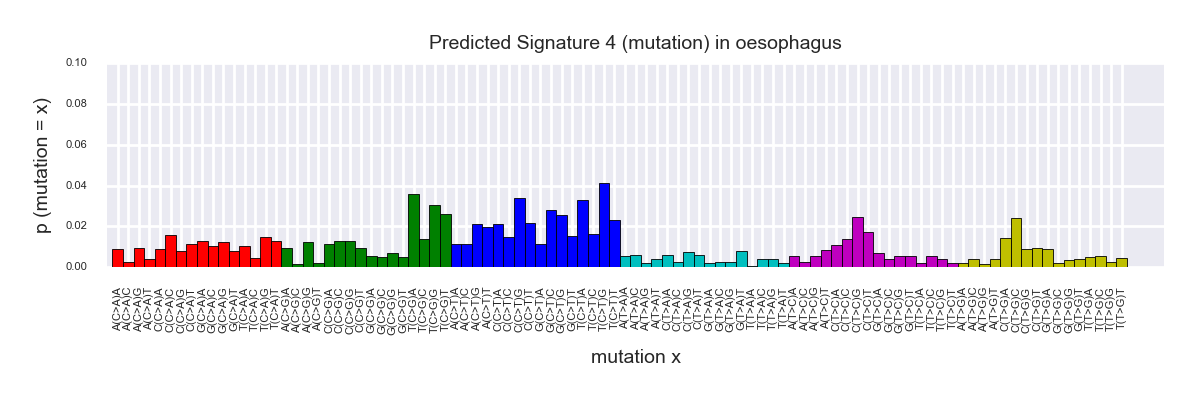 Predicted Signature 4 (mutation) in oesophagus
0.10
0.08
0.06
0.04
0.02
0.00
p (mutation = x)
A(C>A)A
A(C>A)C
A(C>A)G
A(C>A)T
C(C>A)A
C(C>A)C
C(C>A)G
C(C>A)T
G(C>A)A
G(C>A)C
G(C>A)G
G(C>A)T
T(C>A)A
T(C>A)C
T(C>A)G
T(C>A)T
A(C>G)A
A(C>G)C
A(C>G)G
A(C>G)T
C(C>G)A
C(C>G)C
C(C>G)G
C(C>G)T
G(C>G)A
G(C>G)C
G(C>G)G
G(C>G)T
T(C>G)A
T(C>G)C
T(C>G)G
T(C>G)T
A(C>T)A
A(C>T)C
A(C>T)G
A(C>T)T
C(C>T)A
C(C>T)C
C(C>T)G
C(C>T)T
G(C>T)A
G(C>T)C
G(C>T)G
G(C>T)T
T(C>T)A
T(C>T)C
T(C>T)G
T(C>T)T
A(T>A)A
A(T>A)C
A(T>A)G
A(T>A)T
C(T>A)A
C(T>A)C
C(T>A)G
C(T>A)T
G(T>A)A
G(T>A)C
G(T>A)G
G(T>A)T
T(T>A)A
T(T>A)C
T(T>A)G
T(T>A)T
A(T>C)A
A(T>C)C
A(T>C)G
A(T>C)T
C(T>C)A
C(T>C)C
C(T>C)G
C(T>C)T
G(T>C)A
G(T>C)C
G(T>C)G
G(T>C)T
T(T>C)A
T(T>C)C
T(T>C)G
T(T>C)T
A(T>G)A
A(T>G)C
A(T>G)G
A(T>G)T
C(T>G)A
C(T>G)C
C(T>G)G
C(T>G)T
G(T>G)A
G(T>G)C
G(T>G)G
G(T>G)T
T(T>G)A
T(T>G)C
T(T>G)G
T(T>G)T
mutation x